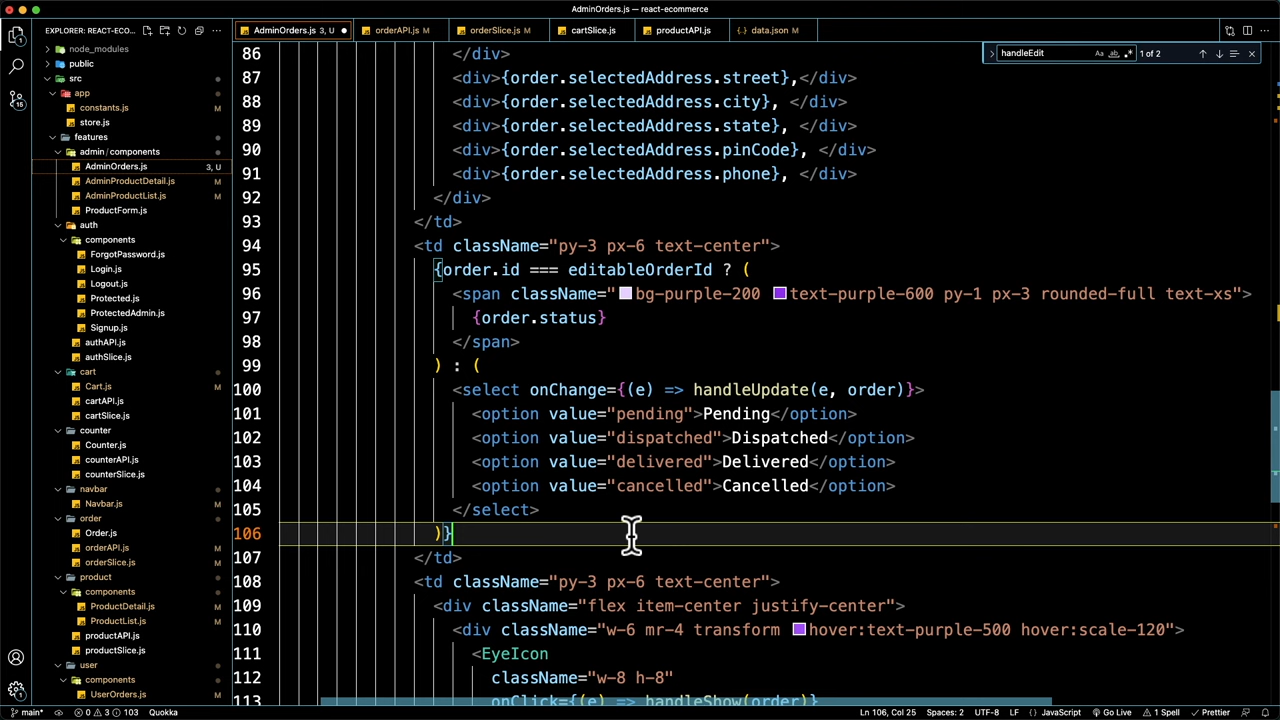 AdminOrders.js — react-ecommerce
EXPLORER: REACT-ECO...
AdminOrders.js 3, U
orderAPI.js M
orderSlice.js M
cartSlice.js
productAPI.js
data.json M
handleEdit
Aa
ab
1 of 2
node_modules
public
src
app
constants.js M
store.js
features
admin / components
AdminOrders.js 3, U
AdminProductDetail.js M
AdminProductList.js M
ProductForm.js
auth
components
ForgotPassword.js
Login.js
Logout.js
Protected.js
ProtectedAdmin.js
Signup.js
authAPI.js
authSlice.js
cart
Cart.js M
cartAPI.js
cartSlice.js
counter
Counter.js
counterAPI.js
counterSlice.js
navbar
Navbar.js M
order
Order.js
orderAPI.js M
orderSlice.js M
product
components
ProductDetail.js M
ProductList.js M
productAPI.js
productSlice.js
user
components
UserOrders.js M
86 </div>
87 <div>{order.selectedAddress.street},</div>
88 <div>{order.selectedAddress.city}, </div>
89 <div>{order.selectedAddress.state}, </div>
90 <div>{order.selectedAddress.pinCode}, </div>
91 <div>{order.selectedAddress.phone}, </div>
92 </div>
93 </td>
94 <td className="py-3 px-6 text-center">
95 {order.id === editableOrderId ? (
96 <span className="bg-purple-200 text-purple-600 py-1 px-3 rounded-full text-xs">
97 {order.status}
98 </span>
99 ) : (
100 <select onChange={(e) => handleUpdate(e, order)}>
101 <option value="pending">Pending</option>
102 <option value="dispatched">Dispatched</option>
103 <option value="delivered">Delivered</option>
104 <option value="cancelled">Cancelled</option>
105 </select>
106 )}
107 </td>
108 <td className="py-3 px-6 text-center">
109 <div className="flex item-center justify-center">
110 <div className="w-6 mr-4 transform hover:text-purple-500 hover:scale-120">
111 <EyeIcon
112 className="w-8 h-8"
113 onClick={(e) => handleShow(order)}
1
15
1
main* 0 3 103 Quokka
Ln 106, Col 25 Spaces: 2 UTF-8 LF {} JavaScript Go Live 1 Spell Prettier